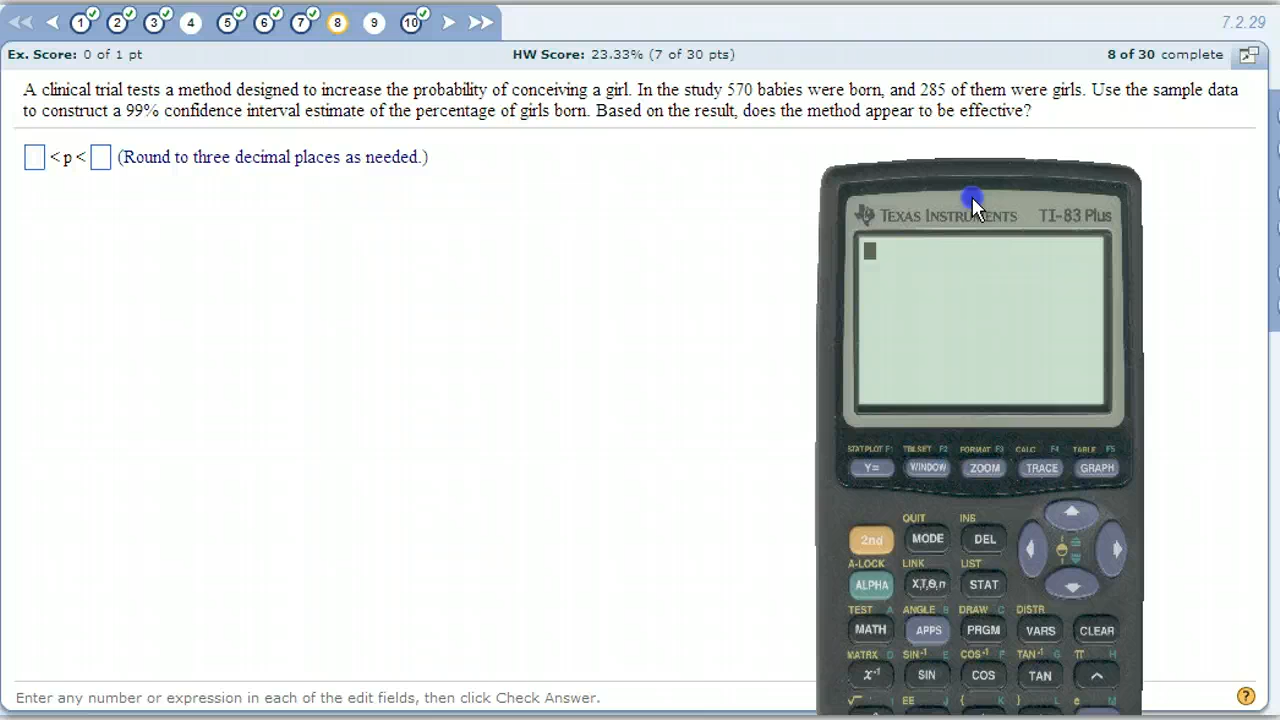 1 2 3 4 5 6 7 8 9 10 7.2.29
Ex. Score: 0 of 1 pt HW Score: 23.33% (7 of 30 pts) 8 of 30 complete
A clinical trial tests a method designed to increase the probability of conceiving a girl. In the study 570 babies were born, and 285 of them were girls. Use the sample data
to construct a 99% confidence interval estimate of the percentage of girls born. Based on the result, does the method appear to be effective?
< p < (Round to three decimal places as needed.)
TEXAS INSTRUMENTS TI-83 Plus
STAT PLOT F1 TBLSET F2 FORMAT F3 CALC F4 TABLE F5
Y= WINDOW ZOOM TRACE GRAPH
QUIT INS
2nd MODE DEL
A-LOCK LINK LIST
ALPHA X,T,Θ,n STAT
TEST A ANGLE B DRAW C DISTR
MATH APPS PRGM VARS CLEAR
MATRX D SIN⁻¹ E COS⁻¹ F TAN⁻¹ G π H
x⁻¹ SIN COS TAN ^
√ I EE J { K } L e M
Enter any number or expression in each of the edit fields, then click Check Answer. ?